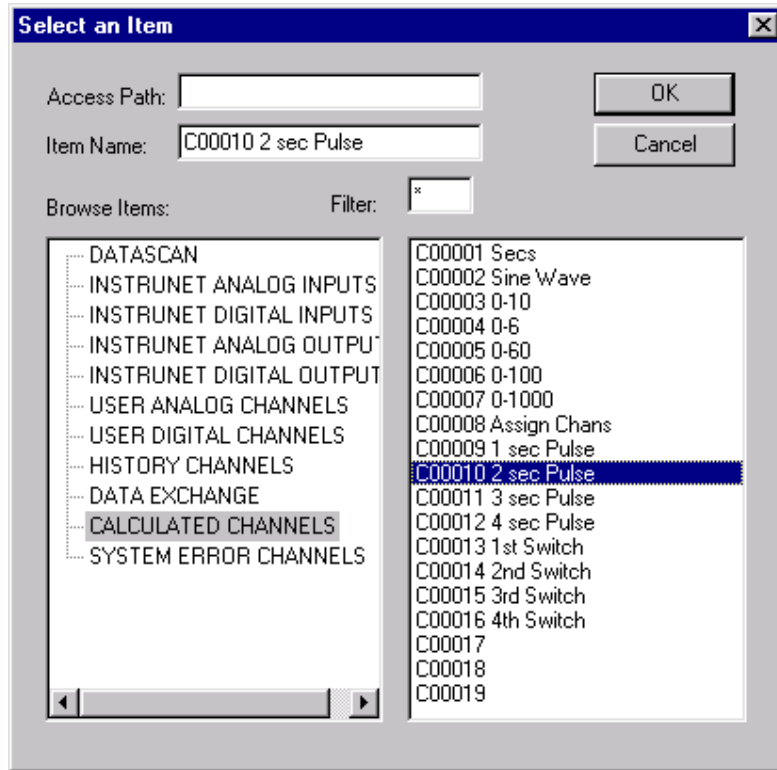 Select an Item
Access Path:
OK
Item Name: C00010 2 sec Pulse
Cancel
Browse Items:
Filter: *
DATASCAN
INSTRUNET ANALOG INPUTS
INSTRUNET DIGITAL INPUTS
INSTRUNET ANALOG OUTPUT
INSTRUNET DIGITAL OUTPUT
USER ANALOG CHANNELS
USER DIGITAL CHANNELS
HISTORY CHANNELS
DATA EXCHANGE
CALCULATED CHANNELS
SYSTEM ERROR CHANNELS
C00001 Secs
C00002 Sine Wave
C00003 0-10
C00004 0-6
C00005 0-60
C00006 0-100
C00007 0-1000
C00008 Assign Chans
C00009 1 sec Pulse
C00010 2 sec Pulse
C00011 3 sec Pulse
C00012 4 sec Pulse
C00013 1st Switch
C00014 2nd Switch
C00015 3rd Switch
C00016 4th Switch
C00017
C00018
C00019